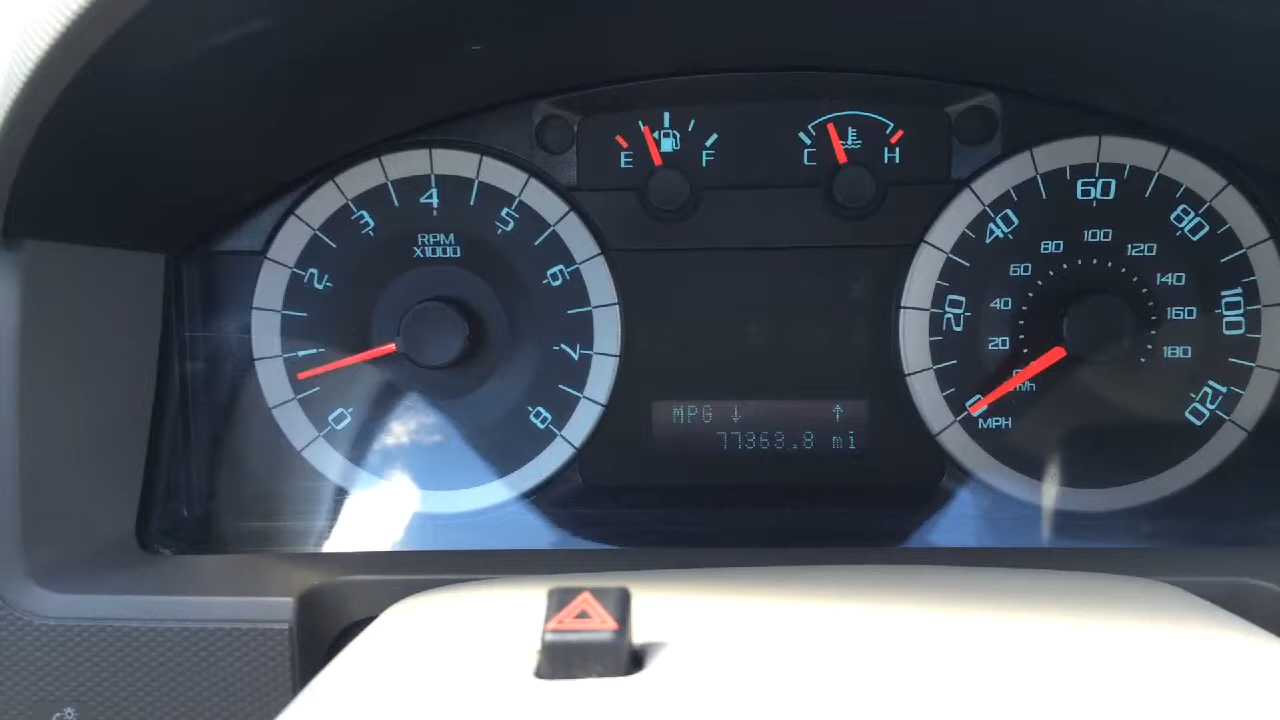 E F
C H
0 1 2 3 4 5 6 7 8
RPM
X1000
0 20 40 60 80 100 120
20 40 60 80 100 120 140 160 180
km/h
MPH
MPG ↓ ↑
77363.8 mi